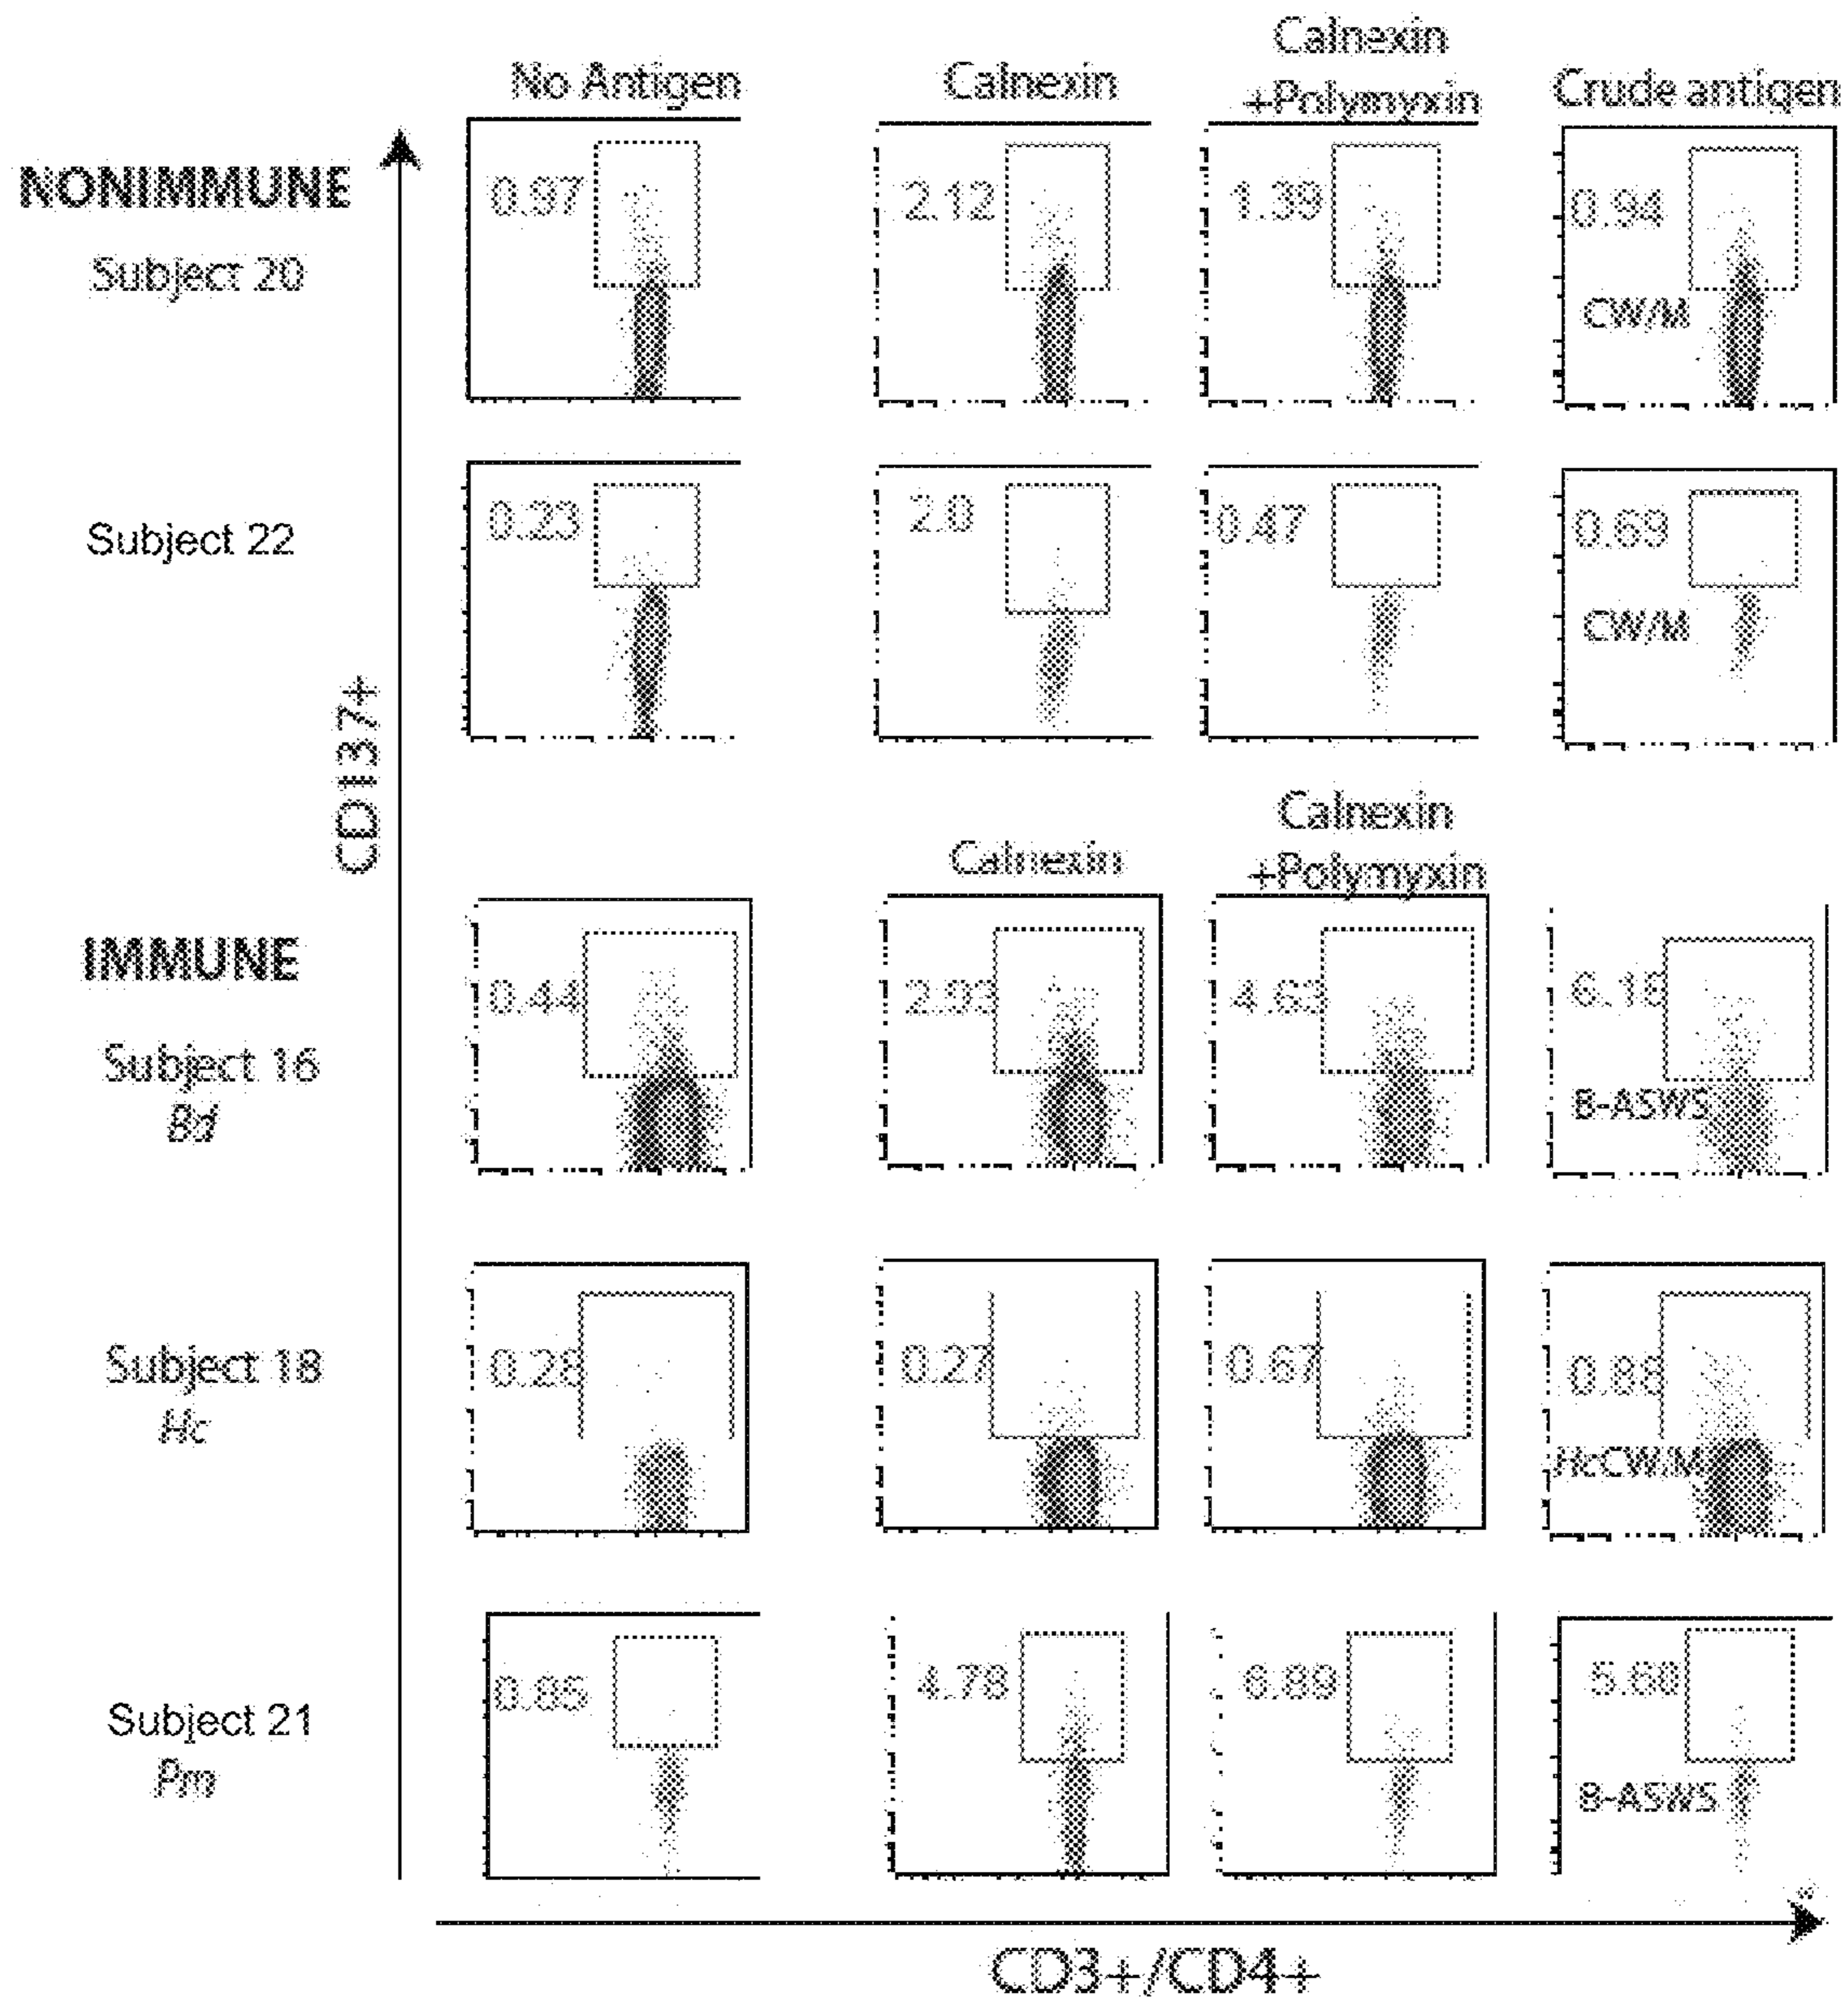 No Antigen
Calnexin
Calnexin
+Polymyxin
Crude antigen
NONIMMUNE
Subject 20
0.97
2.12
1.39
0.94
CW/M
Subject 22
0.23
2.0
0.47
0.69
CW/M
CD137+
Calnexin
Calnexin
+Polymyxin
IMMUNE
Subject 16
Bd
0.44
2.93
4.63
6.18
B-ASWS
Subject 18
Hc
0.28
0.27
0.67
0.88
HcCW/M
Subject 21
Pm
0.85
4.78
6.89
5.60
B-ASWS
CD3+/CD4+